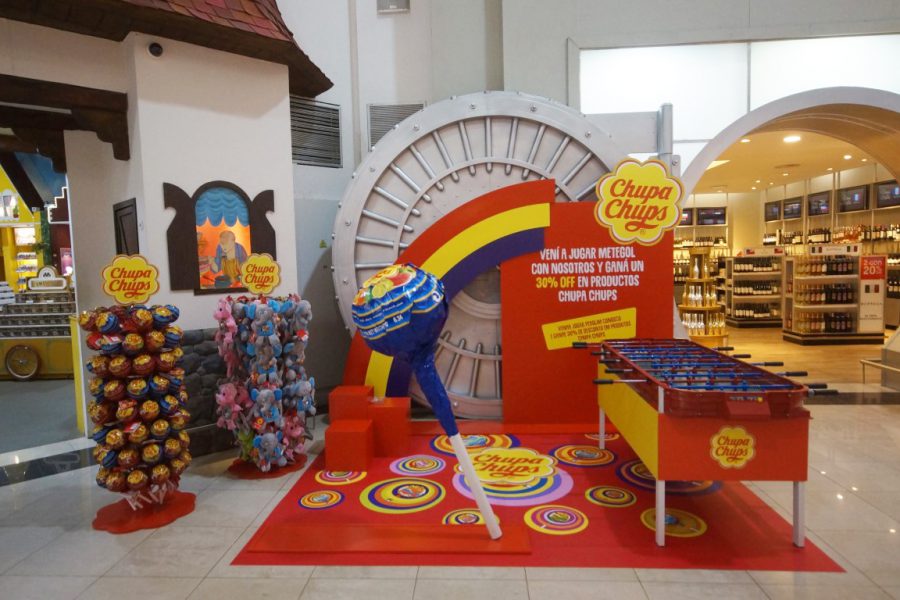 Chupa
Chups
VENÍ A JUGAR METEGOL
CON NOSOTROS Y GANÁ UN
30% OFF EN PRODUCTOS
CHUPA CHUPS
CHUPA CHUPS
Chupa
Chups
Chupa
Chups
Chupa
Chups
Chupa
Chups
20%